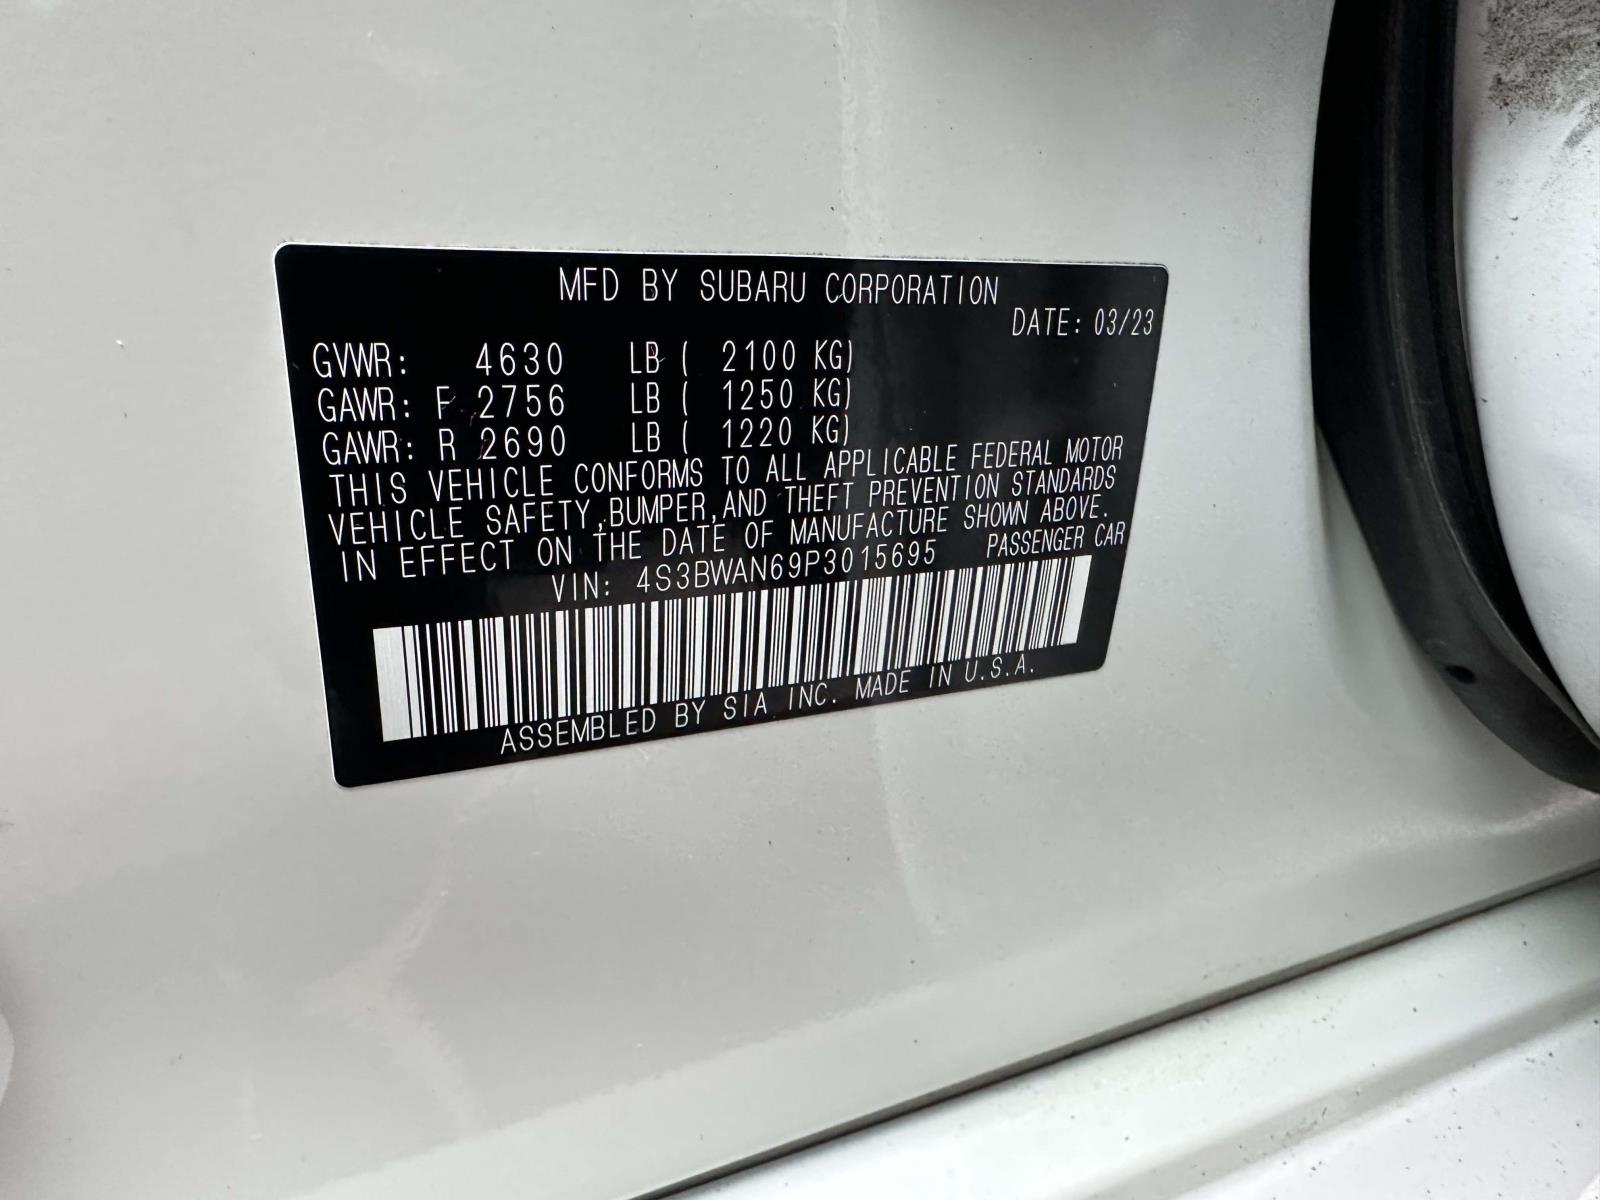 MFD BY SUBARU CORPORATION
DATE: 03/23
GVWR: 4630 LB ( 2100 KG)
GAWR: F 2756 LB ( 1250 KG)
GAWR: R 2690 LB ( 1220 KG)
THIS VEHICLE CONFORMS TO ALL APPLICABLE FEDERAL MOTOR
VEHICLE SAFETY,BUMPER,AND THEFT PREVENTION STANDARDS
IN EFFECT ON THE DATE OF MANUFACTURE SHOWN ABOVE.
VIN: 4S3BWAN69P3015695 PASSENGER CAR
ASSEMBLED BY SIA INC. MADE IN U.S.A.